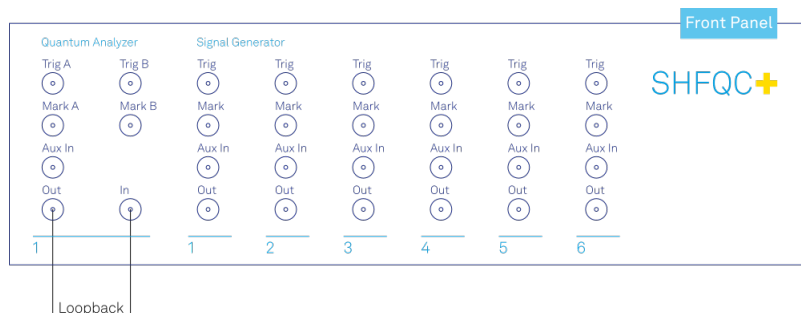 Front Panel
Quantum Analyzer Signal Generator
Trig A Trig B Trig Trig Trig Trig Trig Trig
SHFQC+
Mark A Mark B Mark Mark Mark Mark Mark Mark
Aux In Aux In Aux In Aux In Aux In Aux In Aux In
Out In Out Out Out Out Out Out
1 1 2 3 4 5 6
Loopback